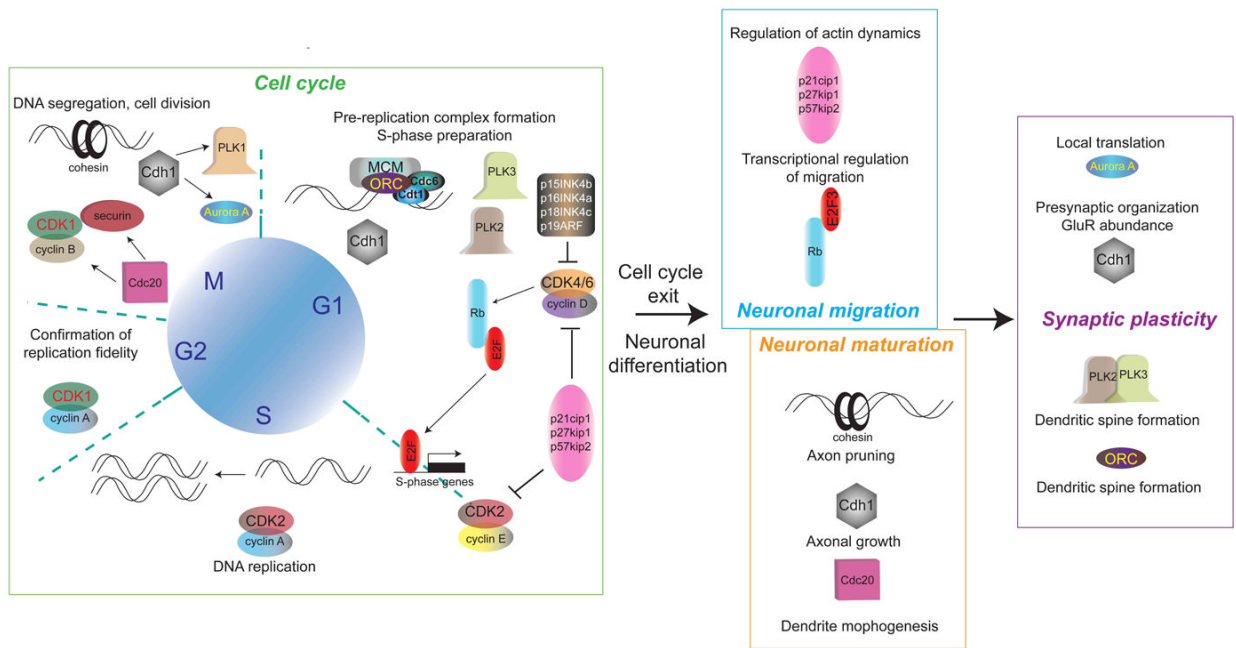 Cell cycle
DNA segregation, cell division
cohesin
Cdh1
PLK1
Aurora A
CDK1
cyclin B
securin
Cdc20
Pre-replication complex formation
S-phase preparation
MCM
ORC
Cdc6
Cdt1
Cdh1
PLK3
PLK2
p15INK4b
p16INK4a
p18INK4c
p19ARF
CDK4/6
cyclin D
Rb
E2F
M
G1
G2
S
Confirmation of
replication fidelity
CDK1
cyclin A
p21cip1
p27kip1
p57kip2
E2F
S-phase genes
CDK2
cyclin E
CDK2
cyclin A
DNA replication
Cell cycle
exit
Neuronal
differentiation
Regulation of actin dynamics
p21cip1
p27kip1
p57kip2
Transcriptional regulation
of migration
E2F3
Rb
Neuronal migration
Neuronal maturation
cohesin
Axon pruning
Cdh1
Axonal growth
Cdc20
Dendrite mophogenesis
Local translation
Aurora A
Presynaptic organization
GluR abundance
Cdh1
Synaptic plasticity
PLK2
PLK3
Dendritic spine formation
ORC
Dendritic spine formation